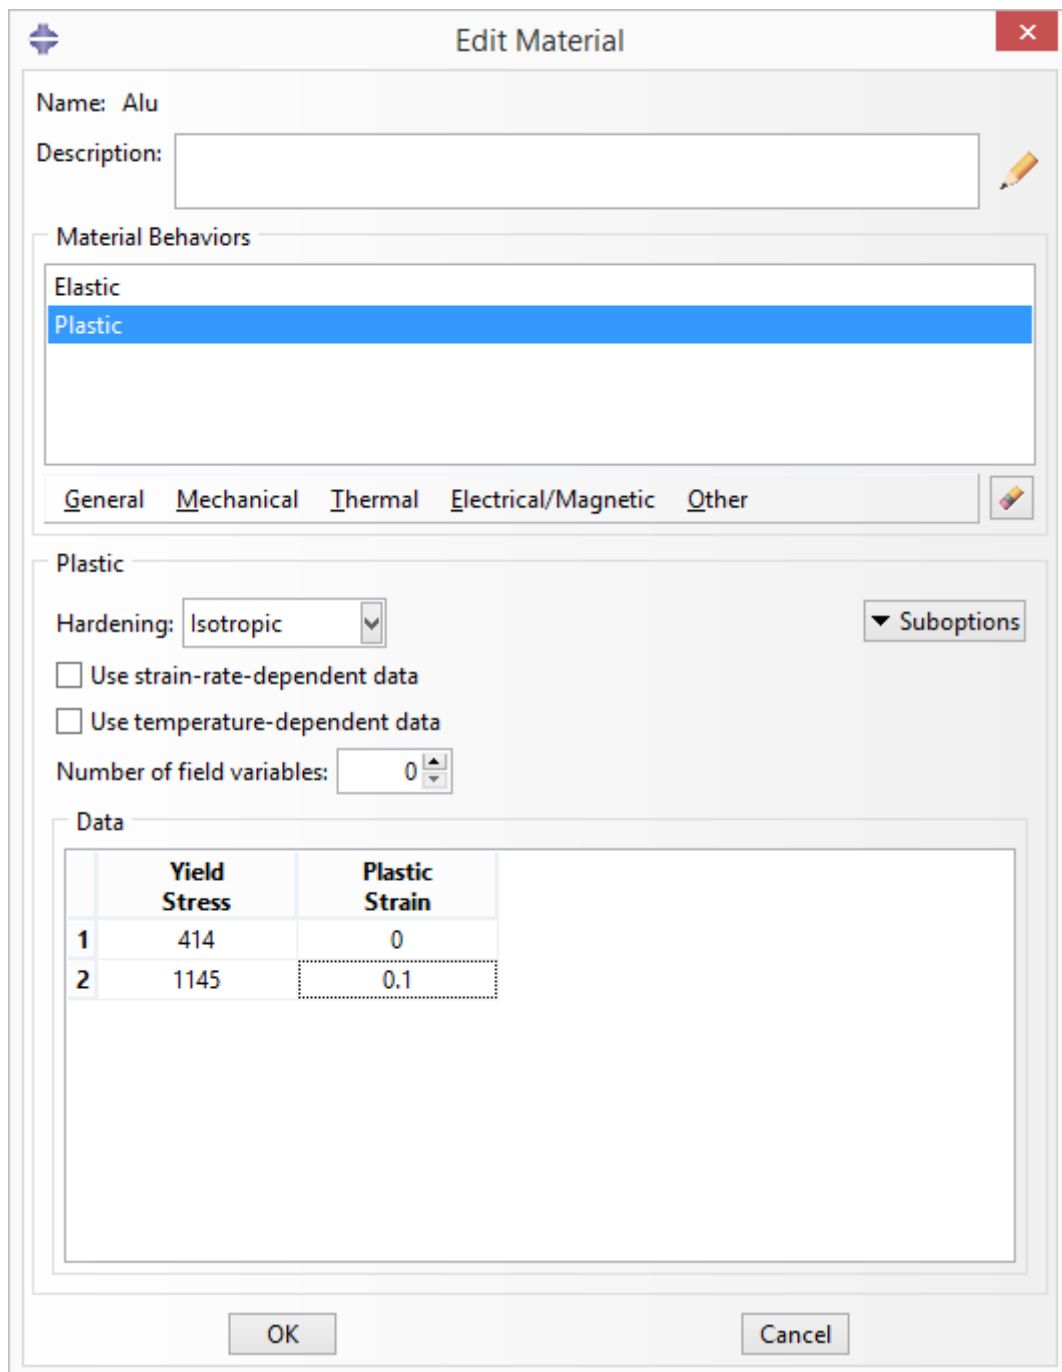 Edit Material
Name: Alu
Description:
Material Behaviors
Elastic
Plastic
General Mechanical Thermal Electrical/Magnetic Other
Plastic
Hardening: Isotropic
Suboptions
Use strain-rate-dependent data
Use temperature-dependent data
Number of field variables: 0
Data
Yield Stress Plastic Strain
1 414 0
2 1145 0.1
OK Cancel